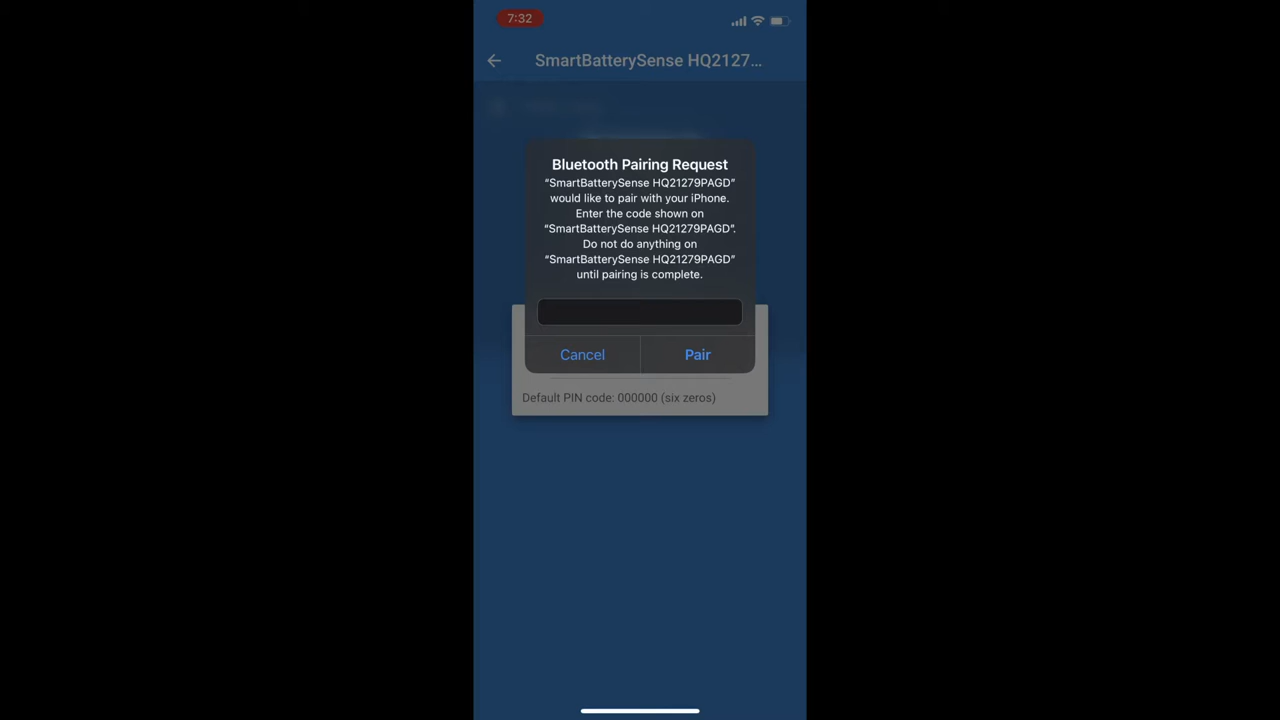 7:32
SmartBatterySense HQ2127...
Bluetooth Pairing Request
“SmartBatterySense HQ21279PAGD”
would like to pair with your iPhone.
Enter the code shown on
“SmartBatterySense HQ21279PAGD”.
Do not do anything on
“SmartBatterySense HQ21279PAGD”
until pairing is complete.
Cancel
Pair
Default PIN code: 000000 (six zeros)